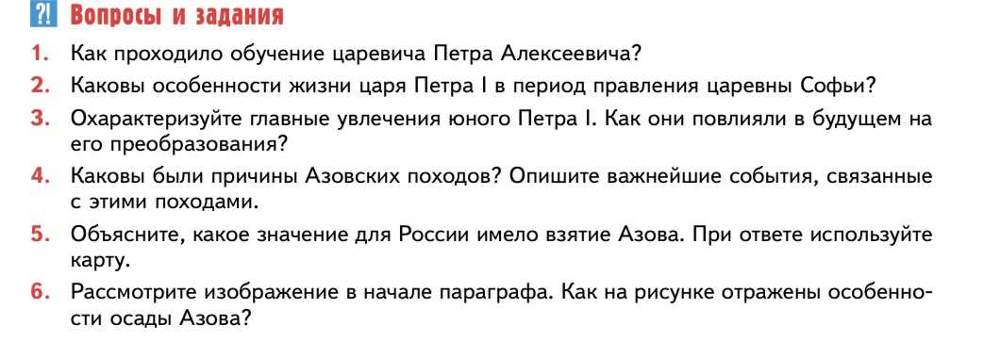 ?! Вопросы и задания
1. Как проходило обучение царевича Петра Алексеевича?
2. Каковы особенности жизни царя Петра I в период правления царевны Софьи?
3. Охарактеризуйте главные увлечения юного Петра I. Как они повлияли в будущем на
его преобразования?
4. Каковы были причины Азовских походов? Опишите важнейшие события, связанные
с этими походами.
5. Объясните, какое значение для России имело взятие Азова. При ответе используйте
карту.
6. Рассмотрите изображение в начале параграфа. Как на рисунке отражены особенно-
сти осады Азова?